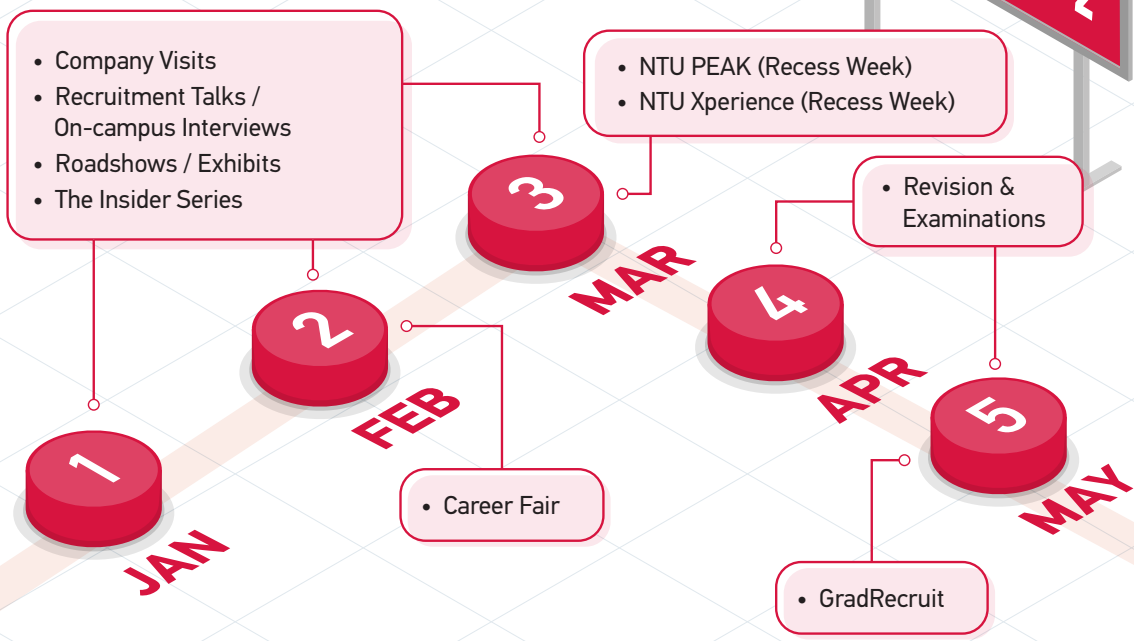 • Company Visits
• Recruitment Talks /
On-campus Interviews
• Roadshows / Exhibits
• The Insider Series
• NTU PEAK (Recess Week)
• NTU Xperience (Recess Week)
• Revision &
Examinations
3
MAR
2
FEB
4
APR
1
JAN
5
MAY
• Career Fair
• GradRecruit